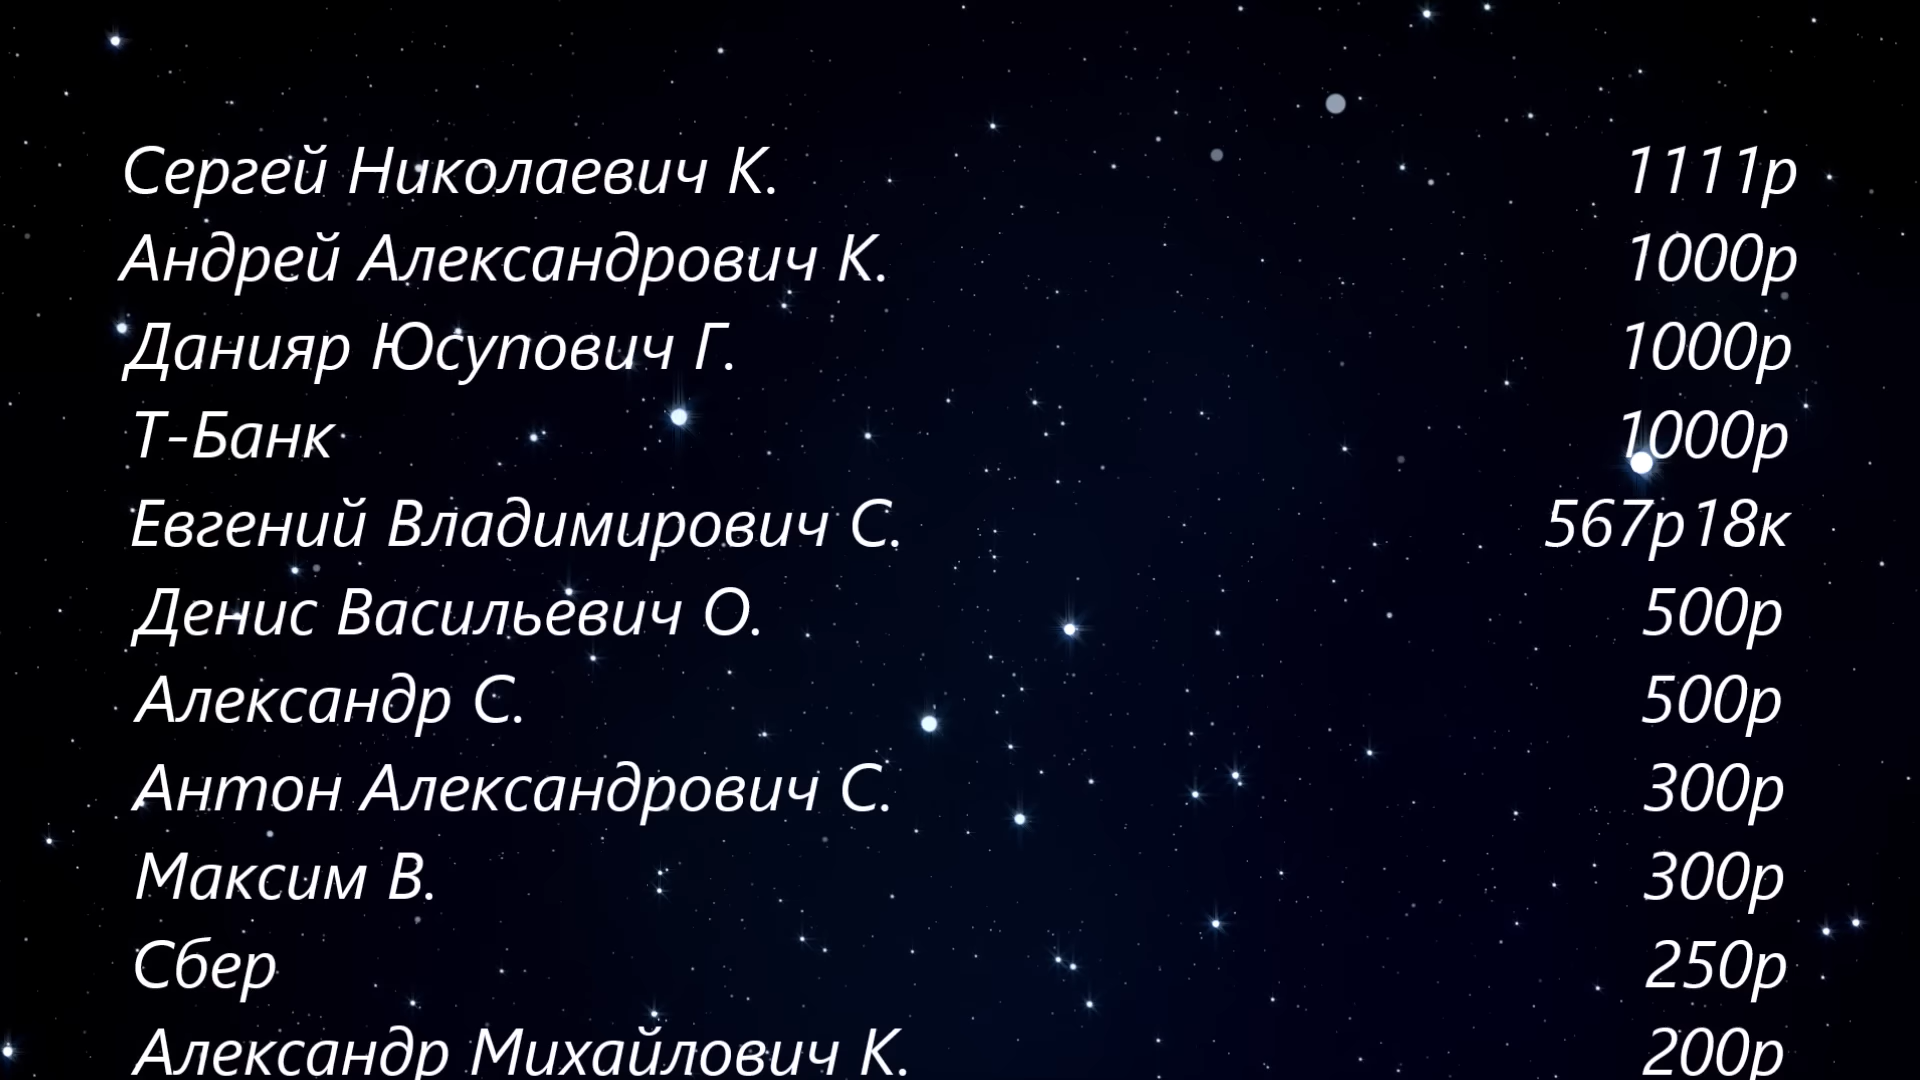 Сергей Николаевич К. 1111р
Андрей Александрович К. 1000р
Данияр Юсупович Г. 1000р
Т-Банк 1000р
Евгений Владимирович С. 567р18к
Денис Васильевич О. 500р
Александр С. 500р
Антон Александрович С. 300р
Максим В. 300р
Сбер 250р
Александр Михайлович К. 200р